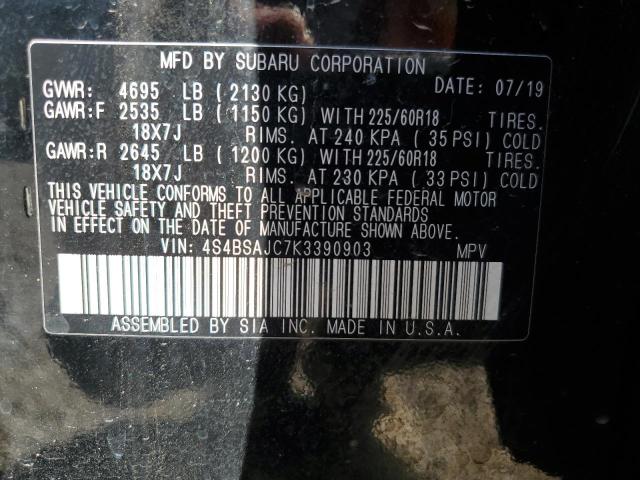 MFD BY SUBARU CORPORATION
GVWR: 4695 LB (2130 KG) DATE: 07/19
GAWR:F 2535 LB (1150 KG) WITH 225/60R18 TIRES.
18X7J RIMS. AT 240 KPA (35 PSI) COLD
GAWR:R 2645 LB (1200 KG) WITH 225/60R18 TIRES.
18X7J RIMS. AT 230 KPA (33 PSI) COLD
THIS VEHICLE CONFORMS TO ALL APPLICABLE FEDERAL MOTOR
VEHICLE SAFETY AND THEFT PREVENTION STANDARDS
IN EFFECT ON THE DATE OF MANUFACTURE SHOWN ABOVE.
VIN: 4S4BSAJC7K3390903 MPV
ASSEMBLED BY SIA INC. MADE IN U.S.A.